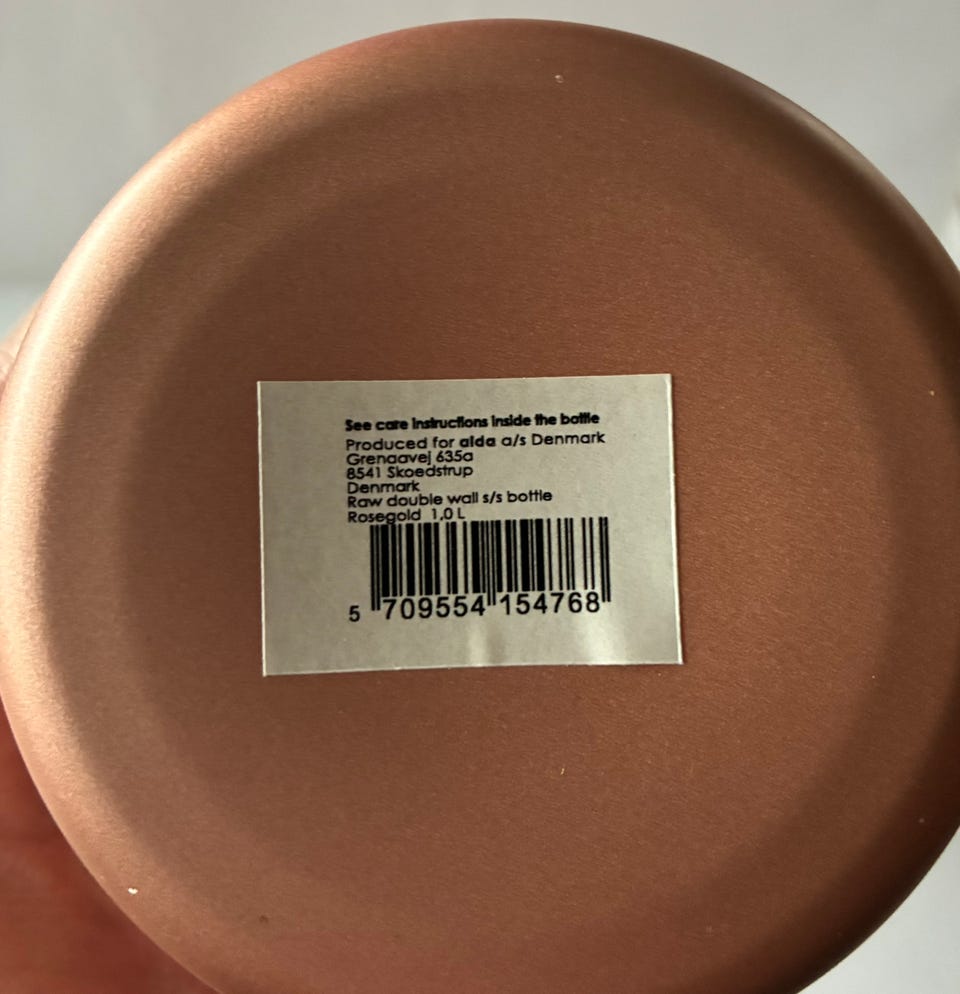 See care instructions inside the bottle
Produced for aida a/s Denmark
Grenaavej 635a
8541 Skoedstrup
Denmark
Raw double wall s/s bottle
Rosegold 1,0 L
5 709554 154768